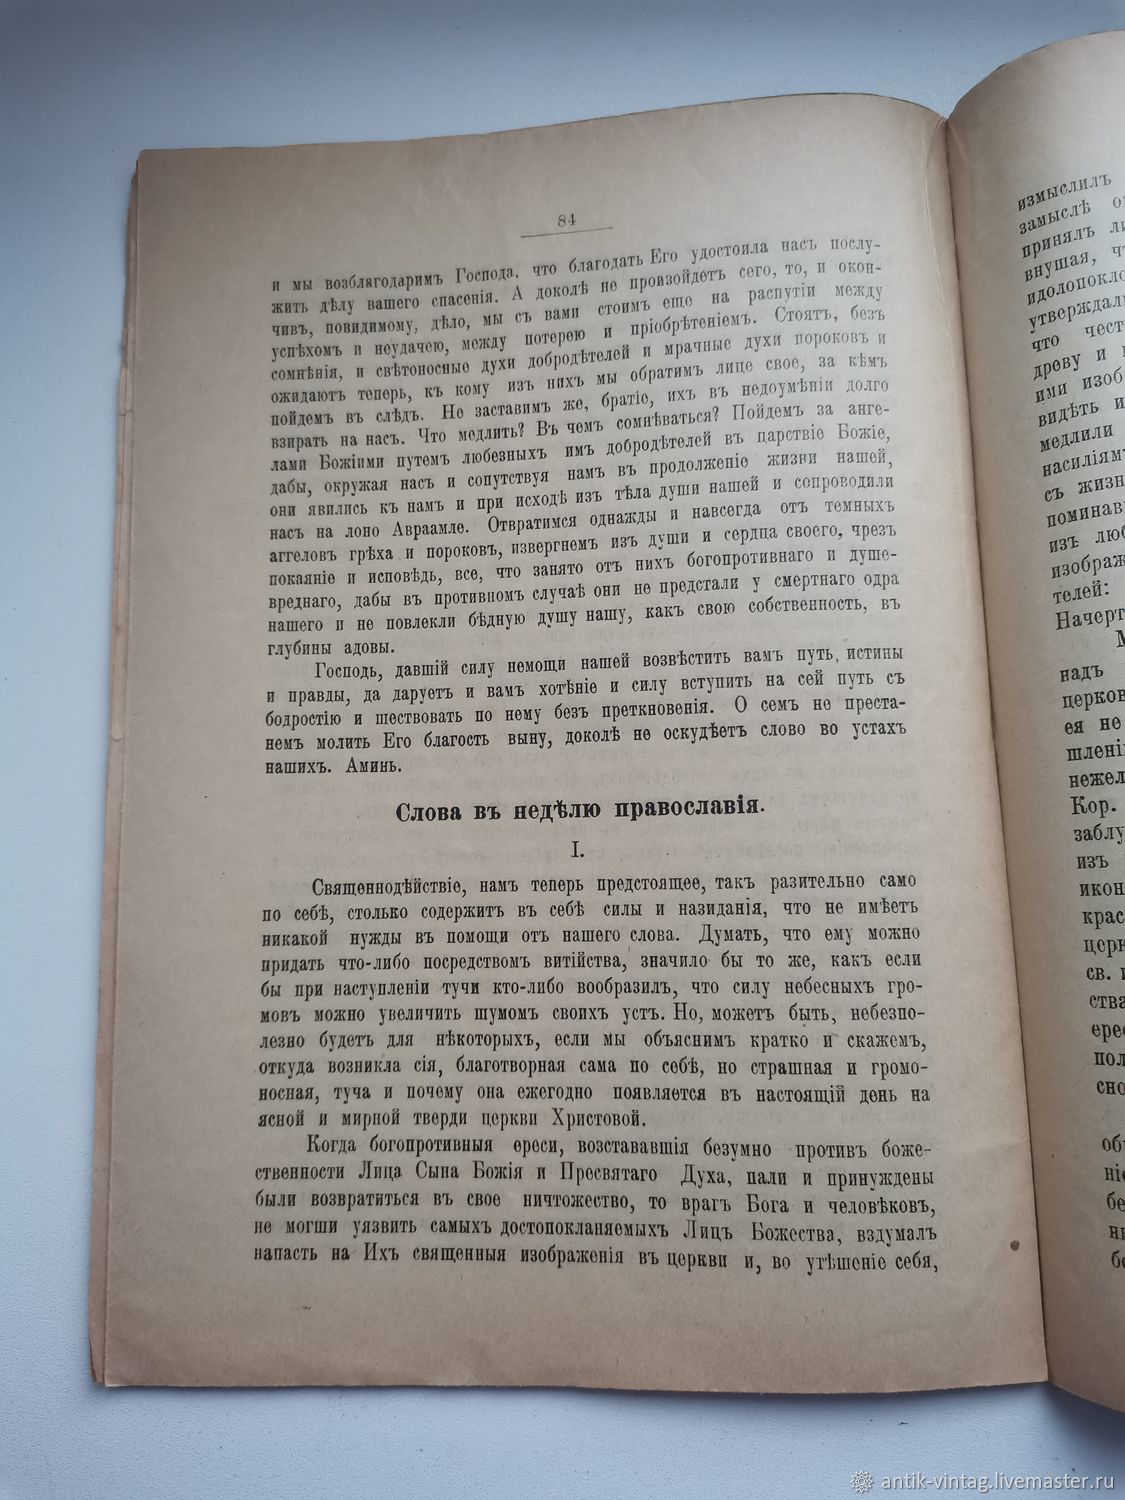 84
и мы возблагодаримъ Господа, что благодать Его удостоила насъ послу-
жить дѣлу вашего спасенія. А доколѣ не произойдетъ сего, то, и окон-
чивъ, повидимому, дѣло, мы съ вами стоимъ еще на распутіи между
успѣхомъ и неудачею, между потерею и пріобрѣтеніемъ. Стоятъ, безъ
сомнѣнія, и свѣтоносные духи добродѣтелей и мрачные духи пороковъ и
ожидаютъ теперь, къ кому изъ нихъ мы обратимъ лице свое, за кѣмъ
пойдемъ въ слѣдъ. Не заставимъ же, братіе, ихъ въ недоумѣніи долго
взирать на насъ. Что медлить? Въ чемъ сомнѣваться? Пойдемъ за анге-
лами Божіими путемъ любезныхъ имъ добродѣтелей въ царствіе Божіе,
дабы, окружая насъ и сопутствуя намъ въ продолженіе жизни нашей,
они явились къ намъ и при исходѣ изъ тѣла души нашей и сопроводили
насъ на лоно Авраамле. Отвратимся однажды и навсегда отъ темныхъ
аггеловъ грѣха и пороковъ, извергнемъ изъ души и сердца своего, чрезъ
покаяніе и исповѣдь, все, что занято отъ нихъ богопротивнаго и душе-
вреднаго, дабы въ противномъ случаѣ они не предстали у смертнаго одра
нашего и не повлекли бѣдную душу нашу, какъ свою собственность, въ
глубины адовы.
Господь, давшій силу немощи нашей возвѣстить вамъ путь истины
и правды, да даруетъ и вамъ хотѣніе и силу вступить на сей путь съ
бодростію и шествовать по нему безъ преткновенія. О семъ не преста-
немъ молить Его благость выну, доколѣ не оскудѣетъ слово во устахъ
нашихъ. Аминь.
Слова въ недѣлю православія.
I.
Священнодѣйствіе, намъ теперь предстоящее, такъ разительно само
по себѣ, столько содержитъ въ себѣ силы и назиданія, что не имѣетъ
никакой нужды въ помощи отъ нашего слова. Думать, что ему можно
придать что-либо посредствомъ витійства, значило бы то же, какъ если
бы при наступленіи тучи кто-либо вообразилъ, что силу небесныхъ гро-
мовъ можно увеличить шумомъ своихъ устъ. Но, можетъ быть, небезпо-
лезно будетъ для нѣкоторыхъ, если мы объяснимъ кратко и скажемъ,
откуда возникла сія, благотворная сама по себѣ, но страшная и громо-
носная, туча и почему она ежегодно появляется въ настоящій день на
ясной и мирной тверди церкви Христовой.
Когда богопротивныя ереси, возстававшія безумно противъ боже-
ственности Лица Сына Божія и Пресвятаго Духа, пали и принуждены
были возвратиться въ свое ничтожество, то врагъ Бога и человѣковъ,
не могши уязвить самыхъ достопокланяемыхъ Лицъ Божества, вздумалъ
напасть на Ихъ священныя изображенія въ церкви и, во утѣшеніе себя,
измыслилъ
замыслѣ
принялъ
внушая,
идолопокло
утверждал
что чест
древу и
ими изоб
видѣть и
медлили
насиліям
съ жизн
поминав
изъ люб
изображ
телей:
Начерт
надъ
церков
ея не
шлені
нежел
Кор.
заблу
изъ
икон
крас
церк
св.
ства
ерес
пол
сно
об
ніе
бе
ни
бо
antik-vintag.livemaster.ru